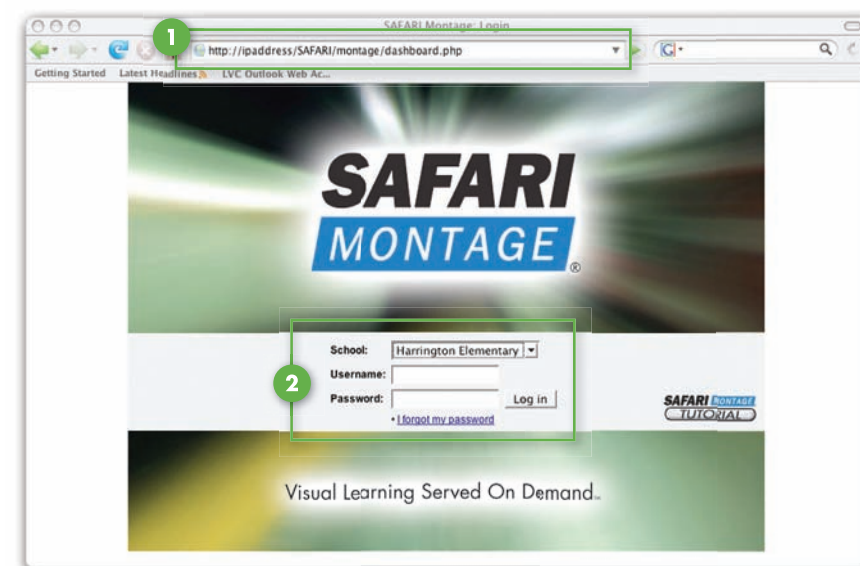 SAFARI Montage: Login
1
http://ipaddress/SAFARI/montage/dashboard.php
G
Getting Started Latest Headlines LVC Outlook Web Ac...
SAFARI
MONTAGE
®
2
School: Harrington Elementary
Username:
Password: Log in
• I forgot my password
SAFARI MONTAGE
TUTORIAL
Visual Learning Served On Demand